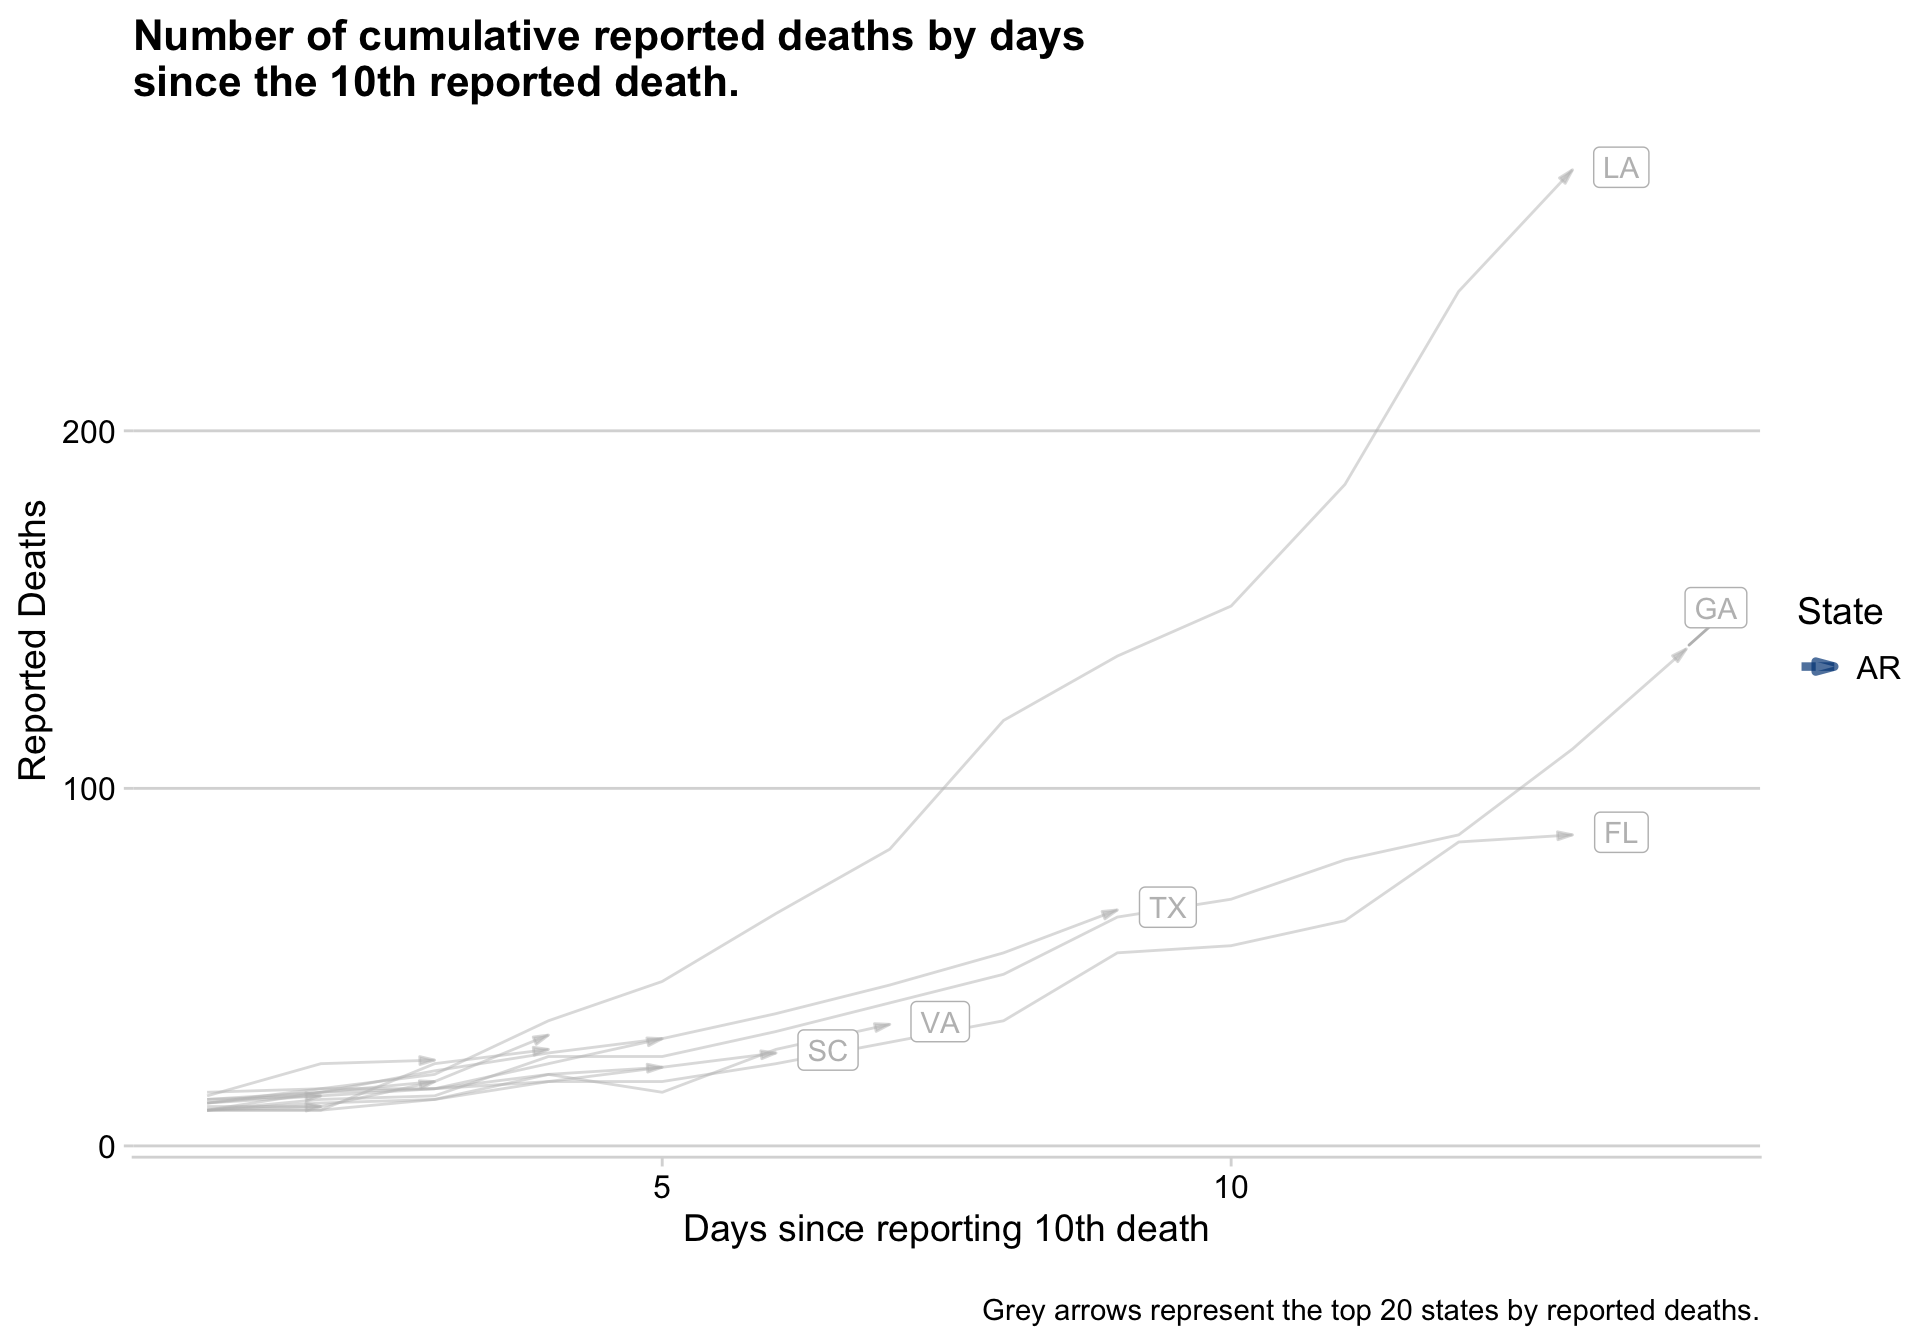 Number of cumulative reported deaths by days
since the 10th reported death.
LA
200
GA
State
AR
Reported Deaths
100
FL
TX
VA
SC
0
5
10
Days since reporting 10th death
Grey arrows represent the top 20 states by reported deaths.